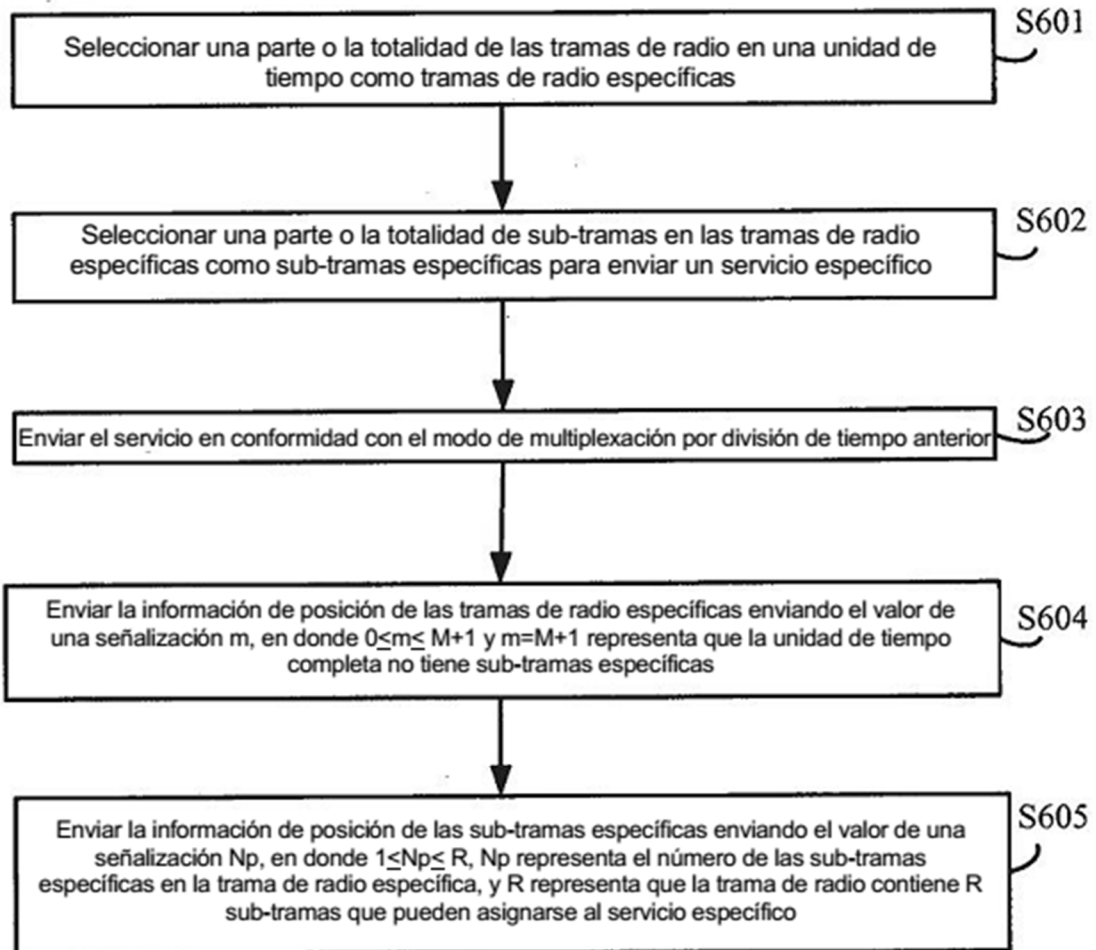 S601
Seleccionar una parte o la totalidad de las tramas de radio en una unidad de
tiempo como tramas de radio específicas
S602
Seleccionar una parte o la totalidad de sub-tramas en las tramas de radio
específicas como sub-tramas específicas para enviar un servicio específico
S603
Enviar el servicio en conformidad con el modo de multiplexación por división de tiempo anterior
S604
Enviar la información de posición de las tramas de radio específicas enviando el valor de
una señalización m, en donde 0≤m≤ M+1 y m=M+1 representa que la unidad de tiempo
completa no tiene sub-tramas específicas
S605
Enviar la información de posición de las sub-tramas específicas enviando el valor de una
señalización Np, en donde 1≤Np≤ R, Np representa el número de las sub-tramas
específicas en la trama de radio específica, y R representa que la trama de radio contiene R
sub-tramas que pueden asignarse al servicio específico